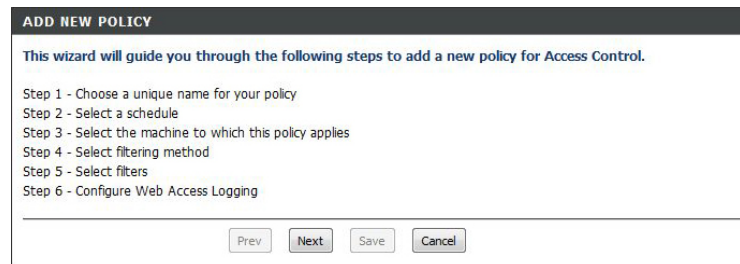 ADD NEW POLICY
This wizard will guide you through the following steps to add a new policy for Access Control.
Step 1 - Choose a unique name for your policy
Step 2 - Select a schedule
Step 3 - Select the machine to which this policy applies
Step 4 - Select filtering method
Step 5 - Select filters
Step 6 - Configure Web Access Logging
Prev Next Save Cancel